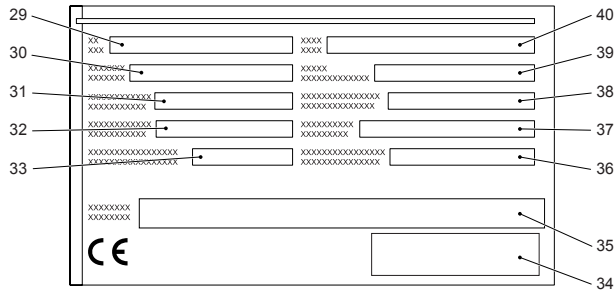 29
XX
XXX
XXXX
XXXX
40
30
XXXXXXX
XXXXXXX
XXXXX
XXXXXXXXXXXXX
39
31
XXXXXXXXXXXX
XXXXXXXXXXX
XXXXXXXXXXXXXXX
XXXXXXXXXXXXXX
38
32
XXXXXXXXXXXX
XXXXXXXXXXX
XXXXXXXXXX
XXXXXXXXX
37
33
XXXXXXXXXXXXXXXXX
XXXXXXXXXXXXXXXXX
XXXXXXXXXXXXXXXX
XXXXXXXXXXXXXXX
36
XXXXXXXX
XXXXXXXX
35
CE
34